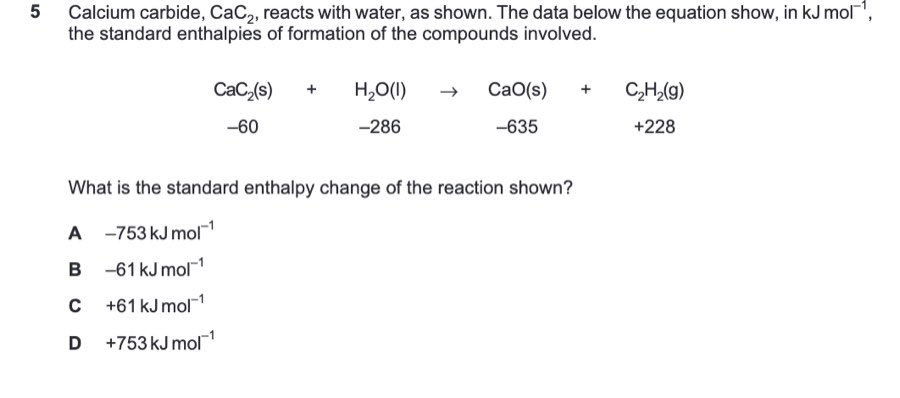 5 Calcium carbide, CaC₂, reacts with water, as shown. The data below the equation show, in kJ mol⁻¹,
the standard enthalpies of formation of the compounds involved.
CaC₂(s) + H₂O(l) → CaO(s) + C₂H₂(g)
–60 –286 –635 +228
What is the standard enthalpy change of the reaction shown?
A –753 kJ mol⁻¹
B –61 kJ mol⁻¹
C +61 kJ mol⁻¹
D +753 kJ mol⁻¹